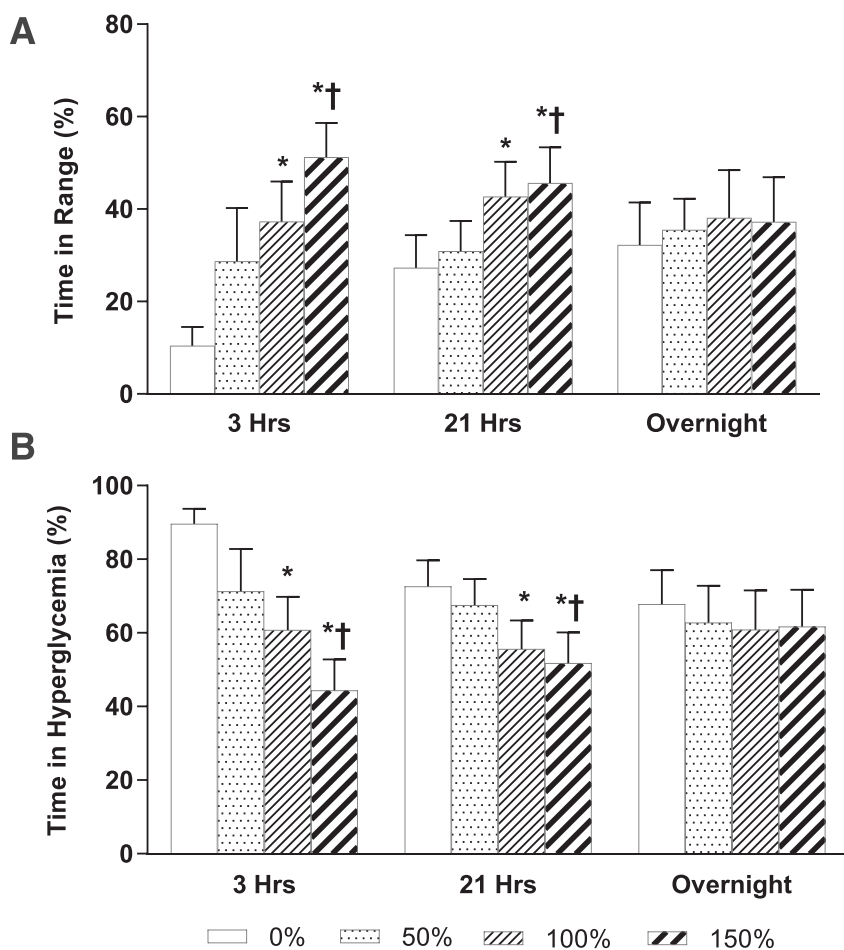 A
Time in Range (%)
80
60
40
20
0
*
*†
*
*†
3 Hrs 21 Hrs Overnight
B
Time in Hyperglycemia (%)
100
80
60
40
20
0
*
*†
*
*†
3 Hrs 21 Hrs Overnight
0% 50% 100% 150%